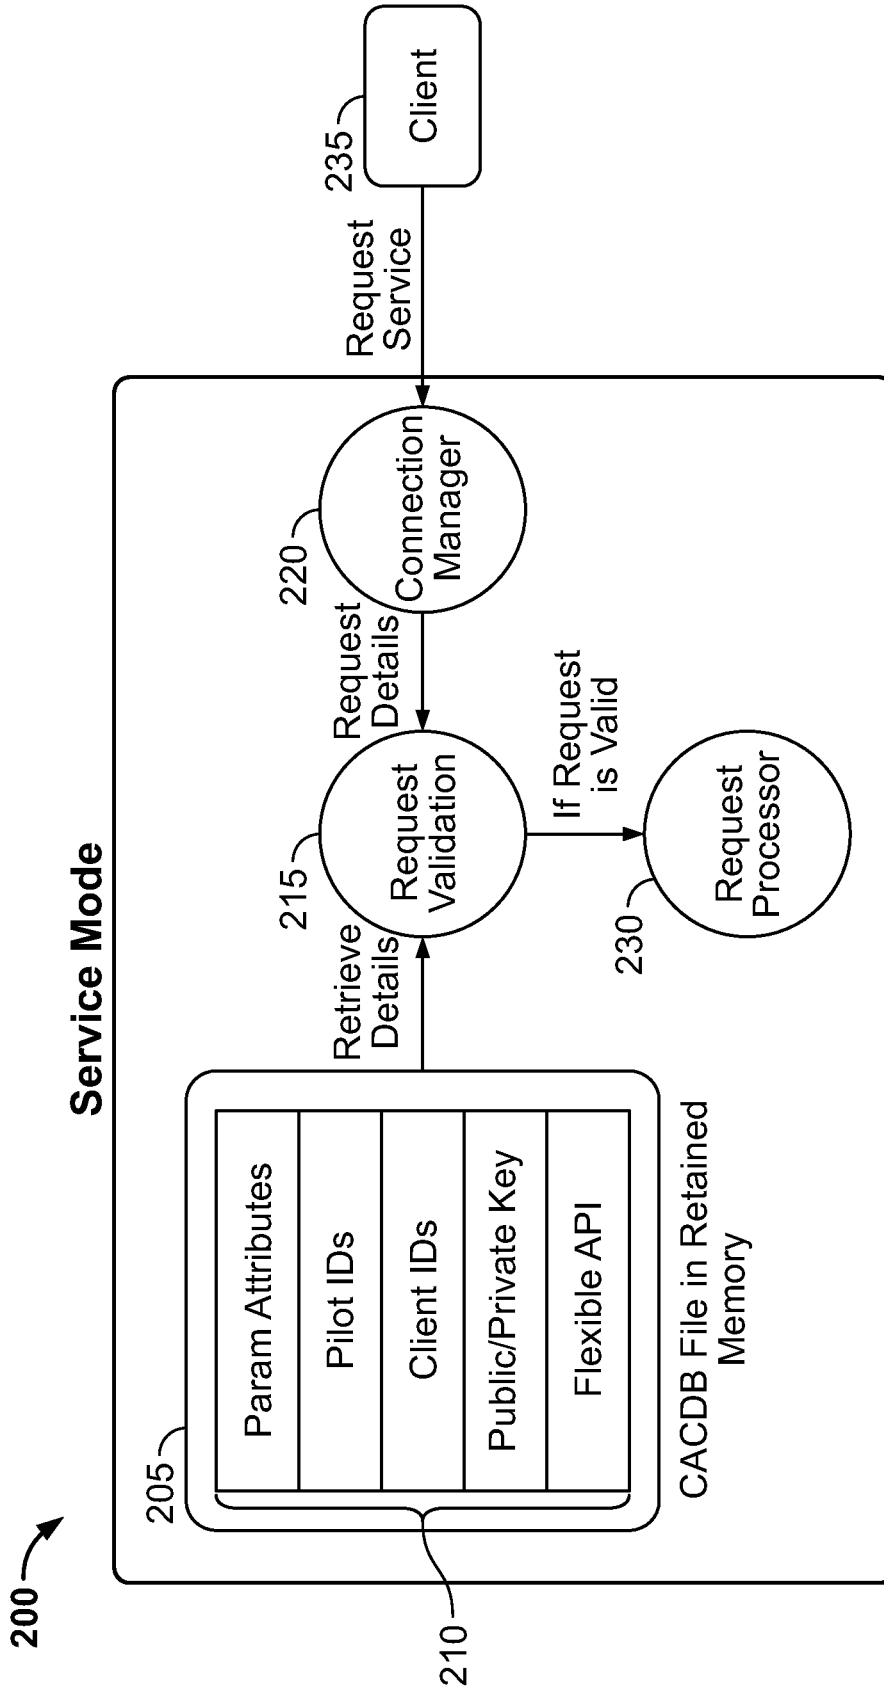 200
Service Mode
205
Param Attributes
Pilot IDs
Client IDs
Public/Private Key
Flexible API
210
CACDB File in Retained
Memory
Retrieve
Details
215
Request
Validation
Request
Details
220
Connection
Manager
Request
Service
235
Client
If Request
is Valid
230
Request
Processor